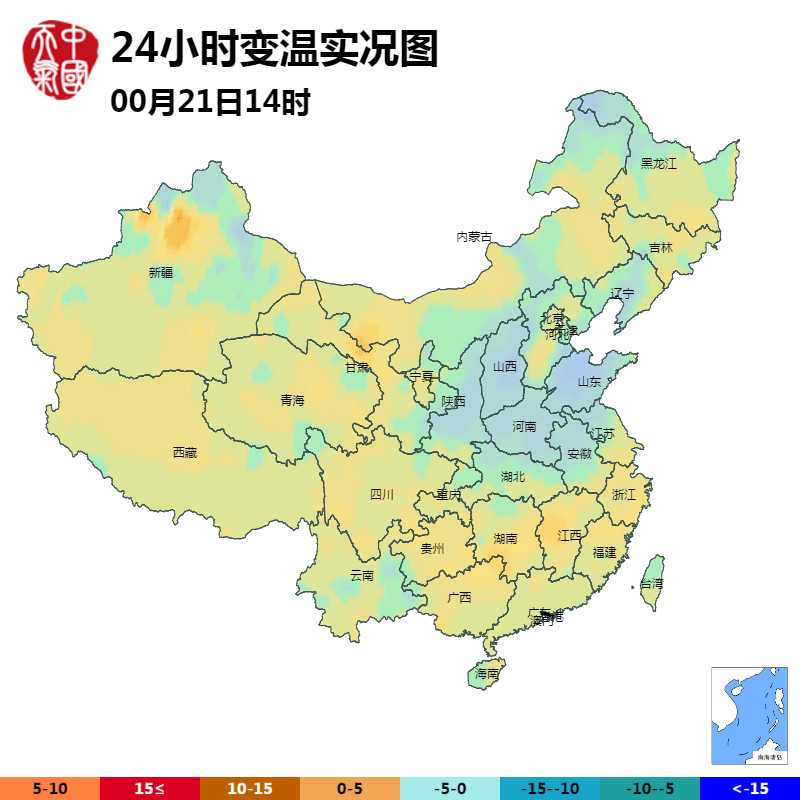 中國天氣
24小时变温实况图
00月21日14时
黑龙江
内蒙古
吉林
新疆
辽宁
北京
天津
河北
甘肃
宁夏
山西
山东
青海
陕西
河南
江苏
西藏
安徽
湖北
四川
重庆
浙江
湖南
江西
贵州
福建
云南
台湾
广西
广东
香港
澳门
海南
南海诸岛
5-10
15≤
10-15
0-5
-5-0
-15--10
-10--5
<-15